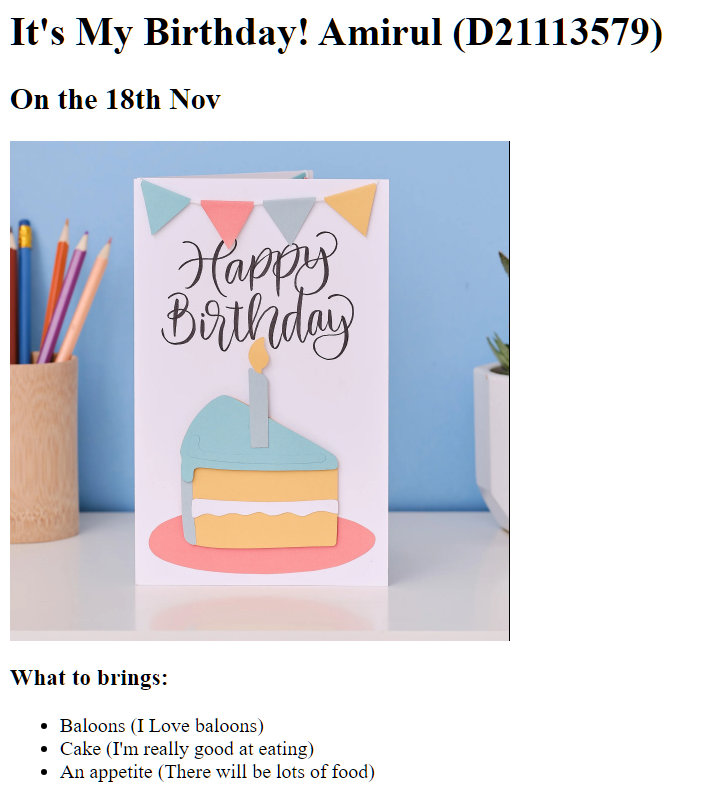 It's My Birthday! Amirul (D21113579)
On the 18th Nov
Happy
Birthday
What to brings:
Baloons (I Love baloons)
Cake (I'm really good at eating)
An appetite (There will be lots of food)